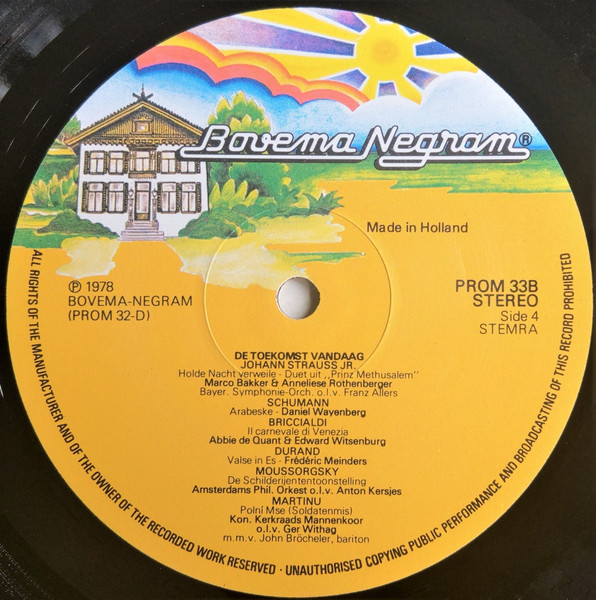 Bovema Negram®
Made in Holland
℗ 1978
BOVEMA-NEGRAM
(PROM 32-D)
PROM 33B
STEREO
Side 4
STEMRA
DE TOEKOMST VANDAAG
JOHANN STRAUSS JR.
Holde Nacht verweile - Duet uit „Prinz Methusalem"
Marco Bakker & Anneliese Rothenberger
Bayer. Symphonie-Orch. o.l.v. Franz Allers
SCHUMANN
Arabeske - Daniel Wayenberg
BRICCIALDI
Il carnevale di Venezia
Abbie de Quant & Edward Witsenburg
DURAND
Valse in Es - Frédéric Meinders
MOUSSORGSKY
De Schilderijententoonstelling
Amsterdams Phil. Orkest o.l.v. Anton Kersjes
MARTINU
Polní Mse (Soldatenmis)
Kon. Kerkraads Mannenkoor
o.l.v. Ger Withag
m.m.v. John Bröcheler, bariton
ALL RIGHTS OF THE MANUFACTURER AND OF THE OWNER OF THE RECORDED WORK RESERVED · UNAUTHORISED COPYING PUBLIC PERFORMANCE AND BROADCASTING OF THIS RECORD PROHIBITED